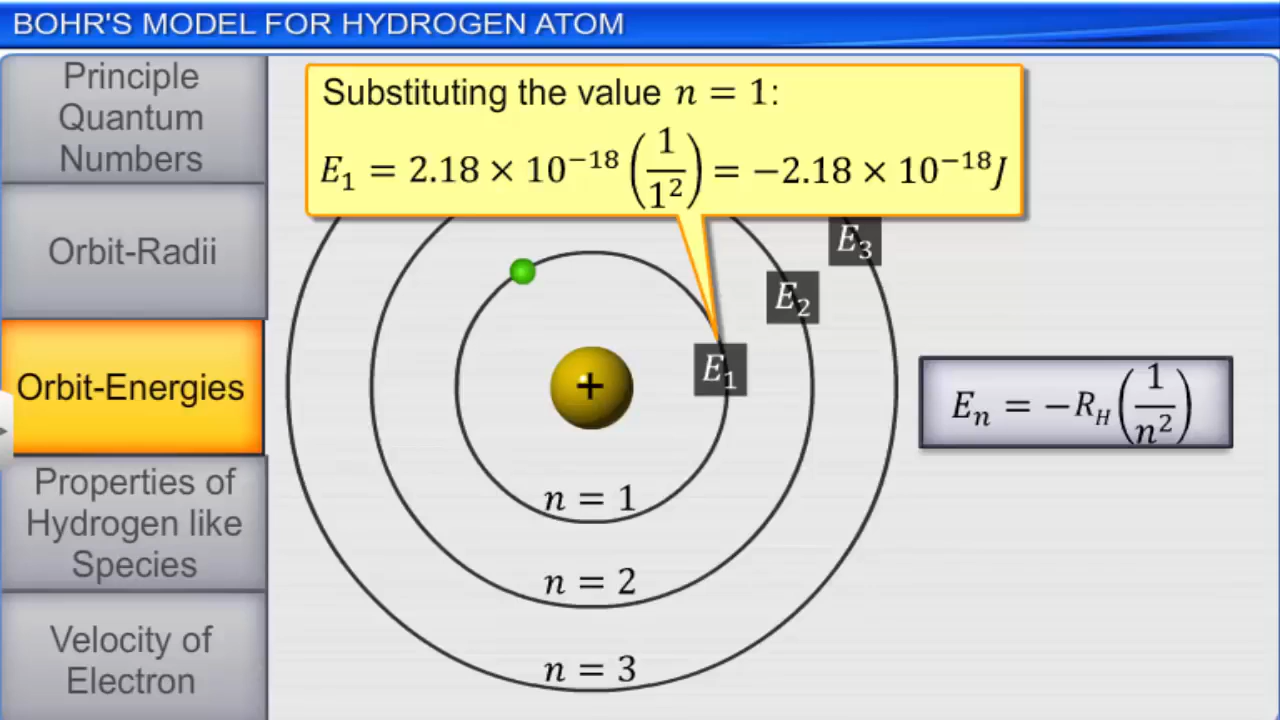 BOHR'S MODEL FOR HYDROGEN ATOM
Principle
Quantum
Numbers
Orbit-Radii
Orbit-Energies
Properties of
Hydrogen like
Species
Velocity of
Electron
Substituting the value n = 1:
E₁ = 2.18 × 10⁻¹⁸ (1/1²) = −2.18 × 10⁻¹⁸J
E₃
E₂
E₁
+
n = 1
n = 2
n = 3
Eₙ = −R_H (1/n²)